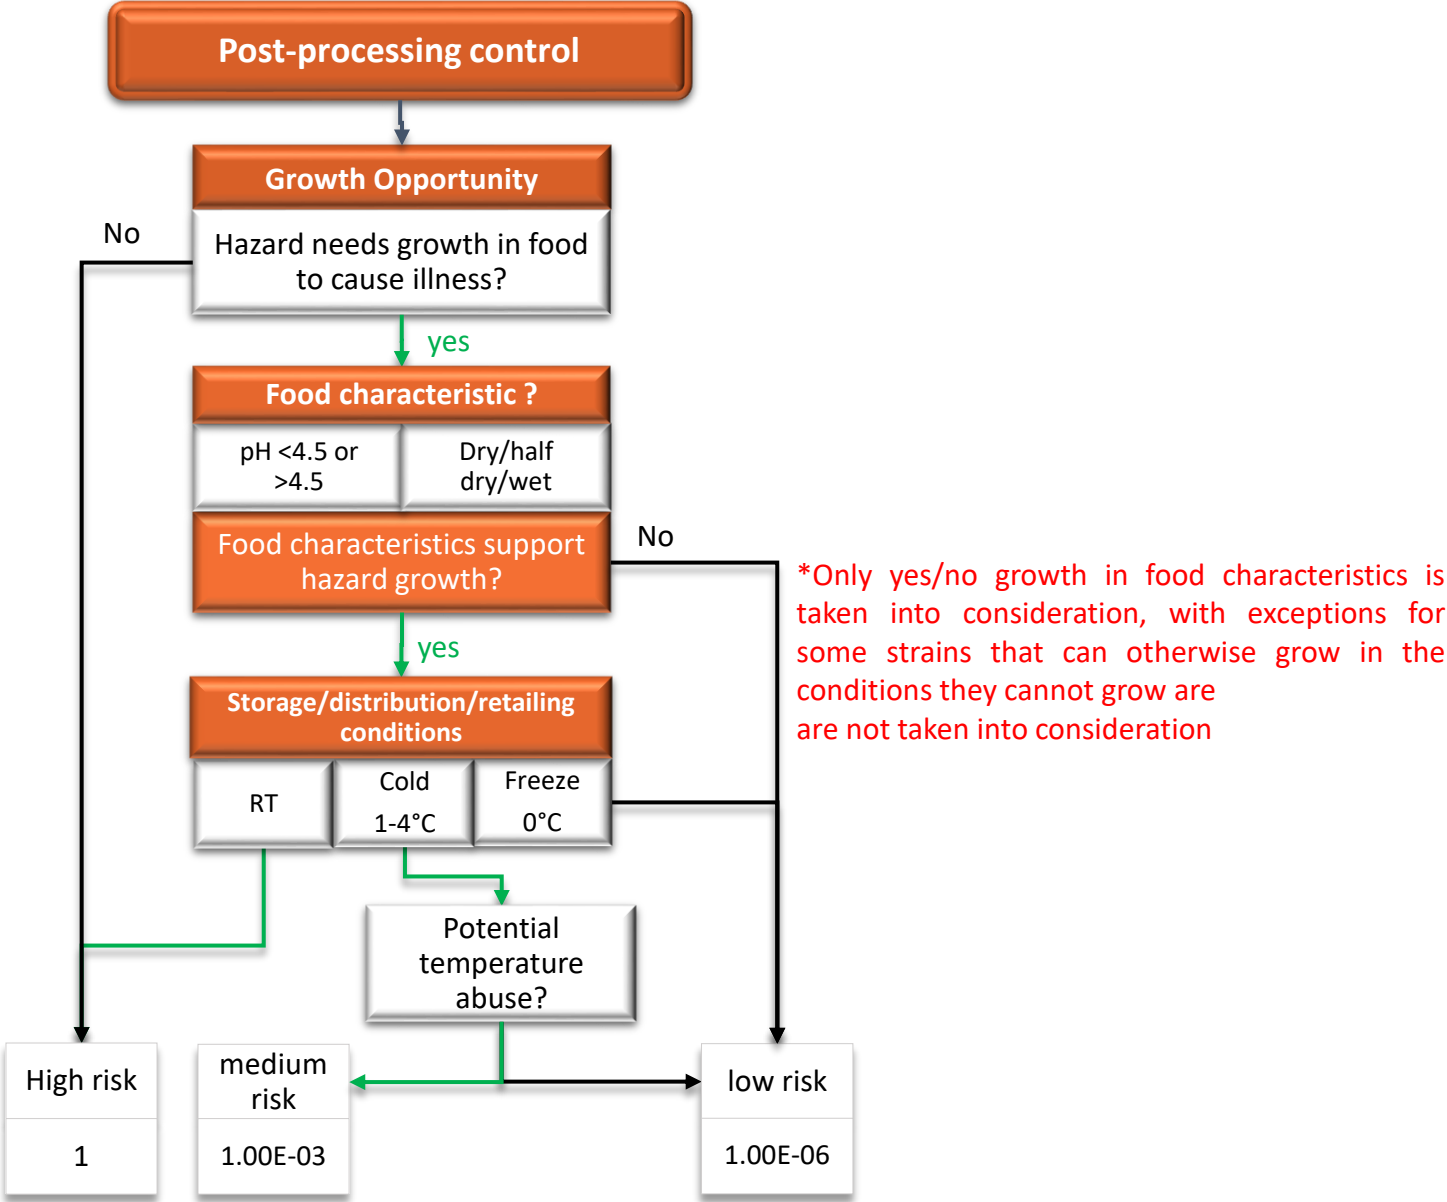 Post-processing control
Growth Opportunity
No
Hazard needs growth in food
to cause illness?
yes
Food characteristic ?
pH <4.5 or
>4.5
Dry/half
dry/wet
Food characteristics support
hazard growth?
No
*Only yes/no growth in food characteristics is
taken into consideration, with exceptions for
some strains that can otherwise grow in the
conditions they cannot grow are
are not taken into consideration
yes
Storage/distribution/retailing
conditions
RT
Cold
1-4°C
Freeze
0°C
Potential
temperature
abuse?
High risk
1
medium
risk
1.00E-03
low risk
1.00E-06